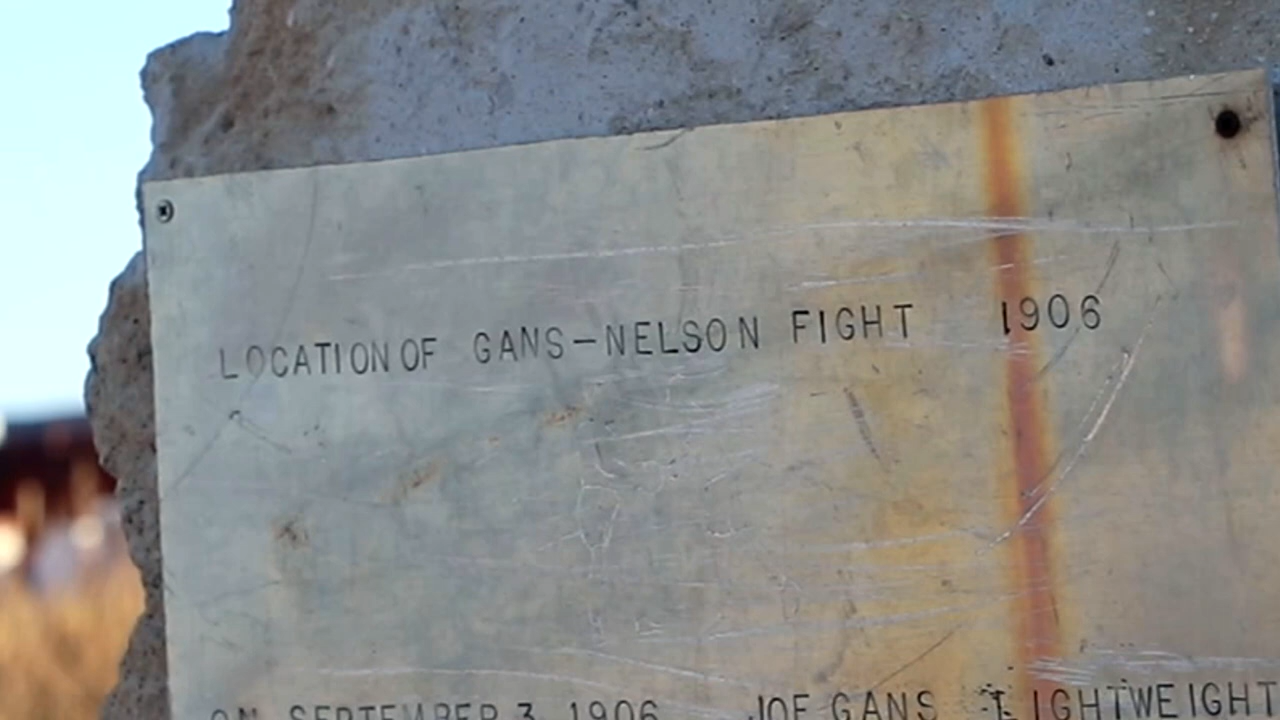 LOCATION OF GANS-NELSON FIGHT 1906
ON SEPTEMBER 3 1906 JOE GANS LIGHTWEIGHT